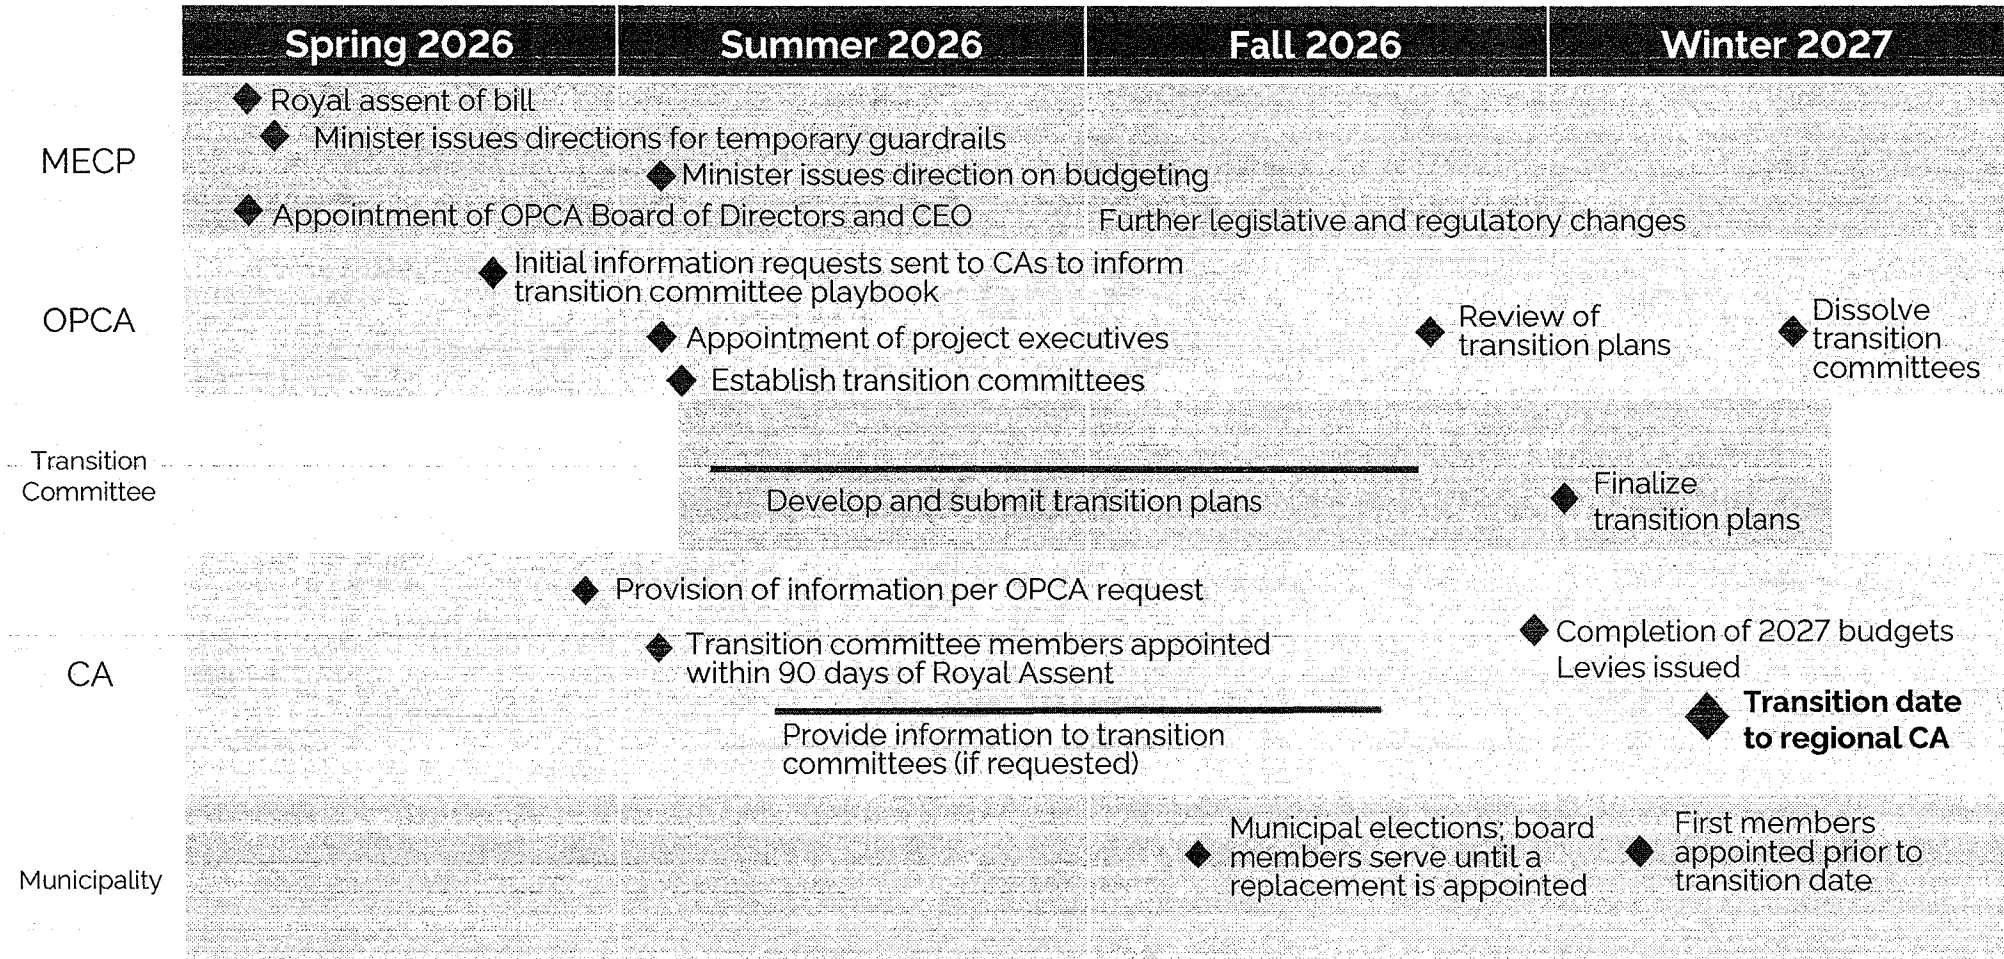 Spring 2026
Summer 2026
Fall 2026
Winter 2027
MECP
Royal assent of bill
Minister issues directions for temporary guardrails
Minister issues direction on budgeting
Appointment of OPCA Board of Directors and CEO
Further legislative and regulatory changes
OPCA
Initial information requests sent to CAs to inform
transition committee playbook
Appointment of project executives
Establish transition committees
Review of
transition plans
Dissolve
transition
committees
Transition
Committee
Develop and submit transition plans
Finalize
transition plans
CA
Provision of information per OPCA request
Transition committee members appointed
within 90 days of Royal Assent
Provide information to transition
committees (if requested)
Completion of 2027 budgets
Levies issued
Transition date
to regional CA
Municipality
Municipal elections; board
members serve until a
replacement is appointed
First members
appointed prior to
transition date